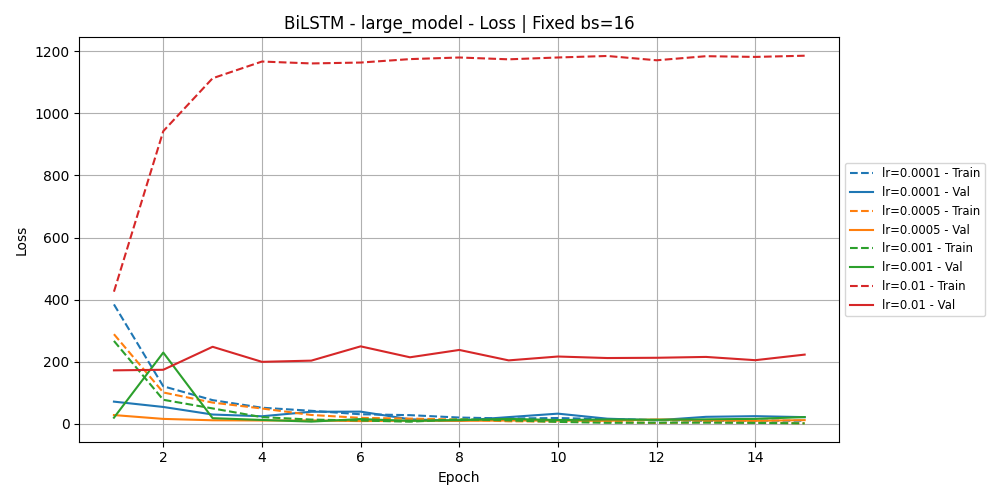 BiLSTM - large_model - Loss | Fixed bs=16
Loss
1200
1000
800
600
400
200
0
2
4
6
8
10
12
14
Epoch
lr=0.0001 - Train
lr=0.0001 - Val
lr=0.0005 - Train
lr=0.0005 - Val
lr=0.001 - Train
lr=0.001 - Val
lr=0.01 - Train
lr=0.01 - Val